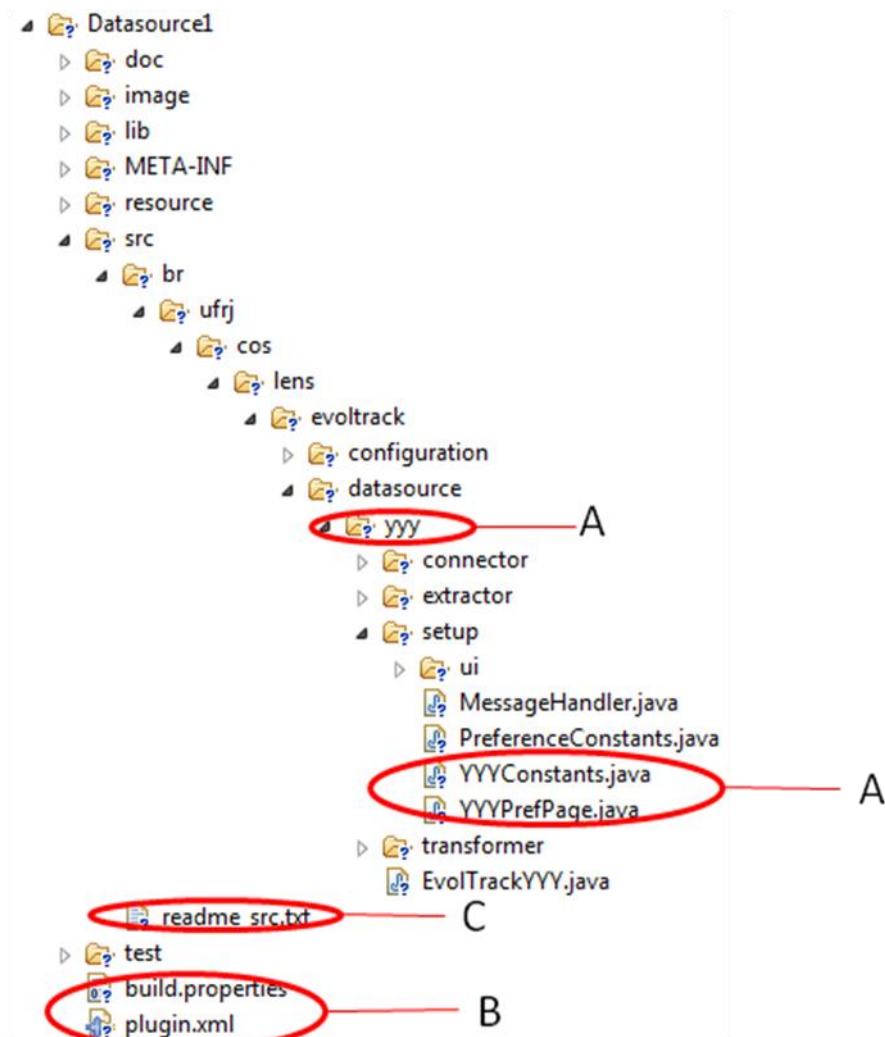 Datasource1
doc
image
lib
META-INF
resource
src
br
ufrj
cos
lens
evoltrack
configuration
datasource
yyy A
connector
extractor
setup
ui
MessageHandler.java
PreferenceConstants.java
YYYConstants.java
A
YYYPrefPage.java
transformer
EvolTrackYYY.java
readme_src.txt C
test
build.properties
B
plugin.xml